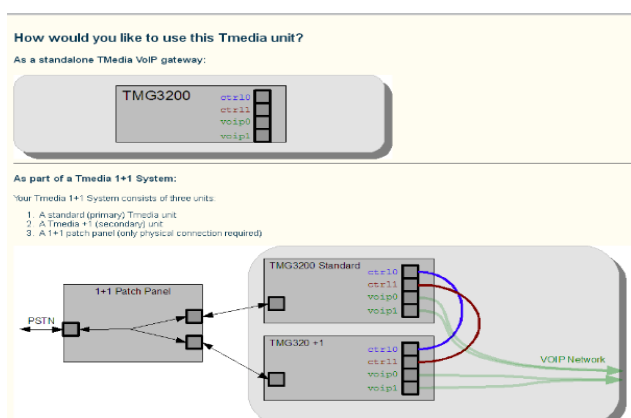 How would you like to use this Tmedia unit?
As a standalone TMedia VoIP gateway:
TMG3200
ctrl0
ctrl1
voip0
voip1
As part of a Tmedia 1+1 System:
Your Tmedia 1+1 System consists of three units:
1. A standard (primary) Tmedia unit
2. A Tmedia +1 (secondary) unit
3. A 1+1 patch panel (only physical connection required)
TMG3200 Standard
ctrl0
ctrl1
voip0
voip1
1+1 Patch Panel
PSTN
TMG320 +1
ctrl0
ctrl1
voip0
voip1
VOIP Network